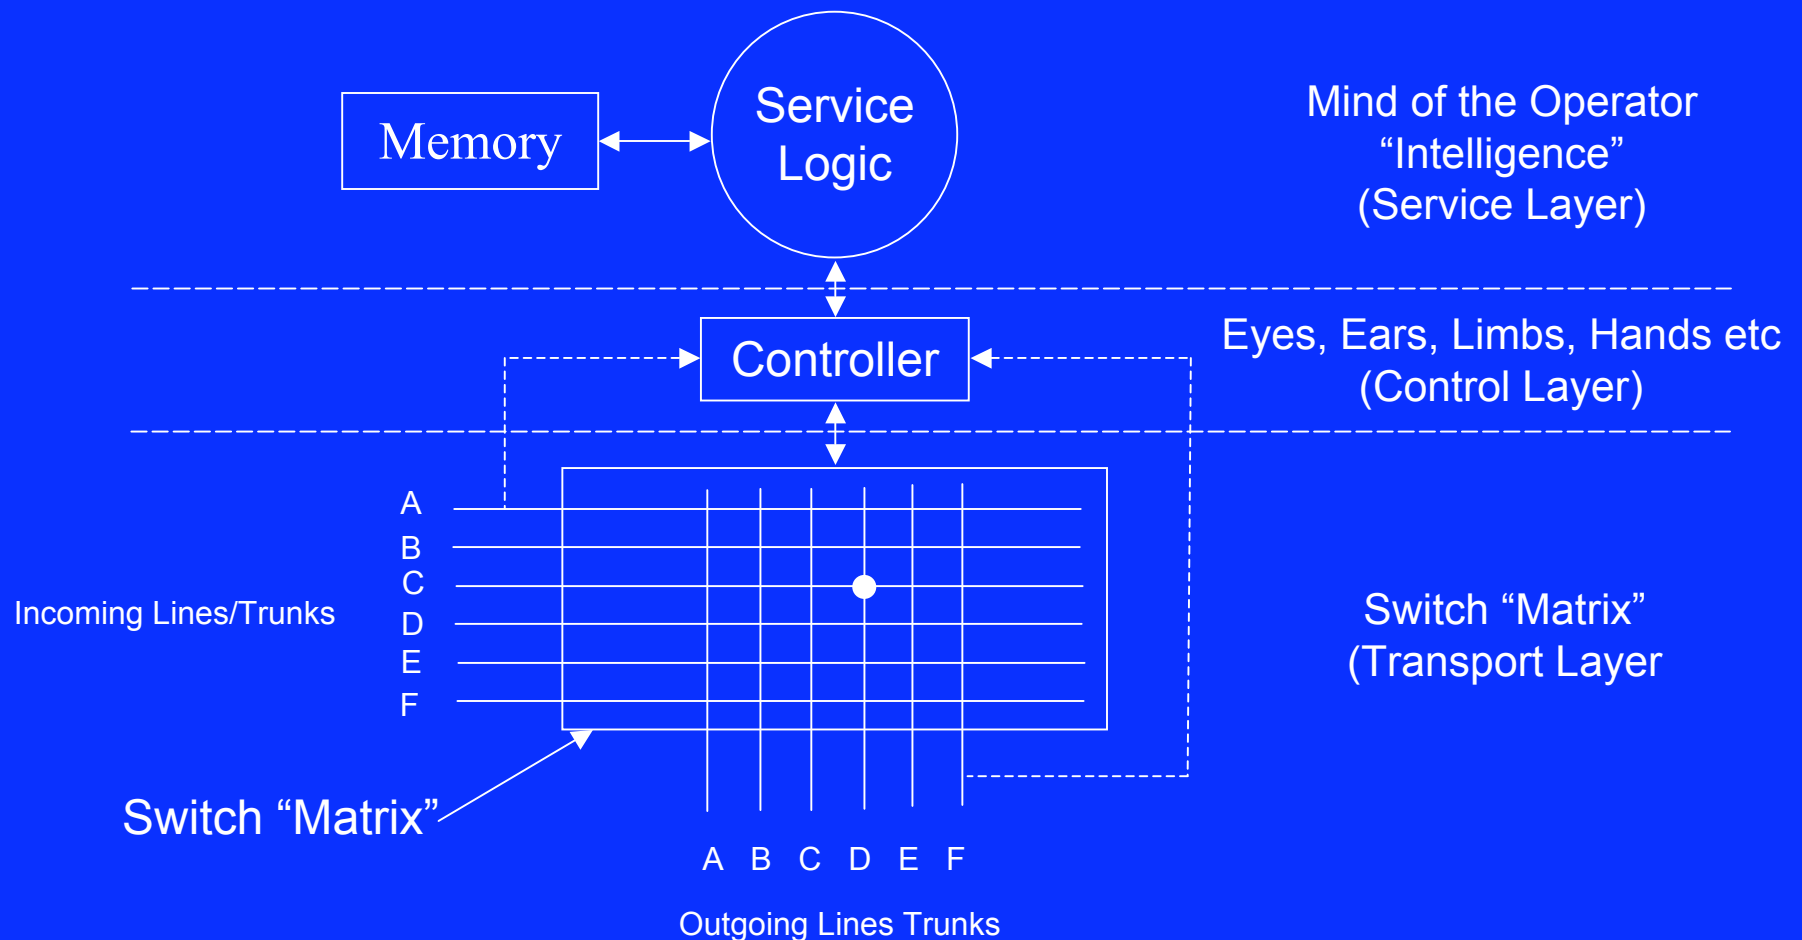 Memory
Service
Logic
Mind of the Operator
“Intelligence”
(Service Layer)
Controller
Eyes, Ears, Limbs, Hands etc
(Control Layer)
A
B
C
D
E
F
Incoming Lines/Trunks
Switch “Matrix”
(Transport Layer
Switch “Matrix”
A B C D E F
Outgoing Lines Trunks